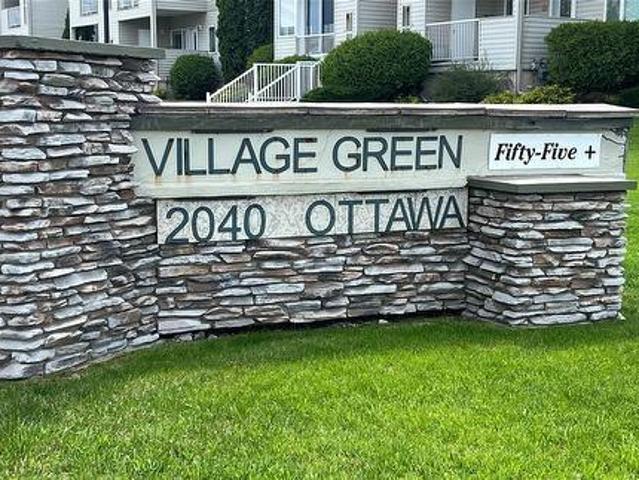 VILLAGE GREEN
Fifty-Five +
2040 OTTAWA